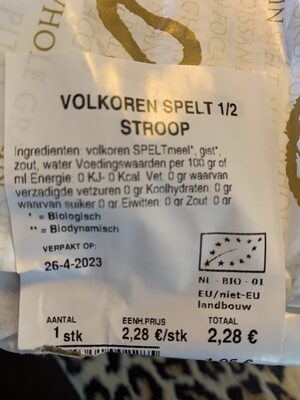 VOLKOREN SPELT 1/2
STROOP
Ingredienten: volkoren SPELTmeel*, gist*,
zout, water Voedingswaarden per 100 gr of
ml Energie: 0 KJ- 0 Kcal Vet: 0 gr waarvan
verzadigde vetzuren 0 gr Koolhydraten: 0 gr
waarvan suiker 0 gr Eiwitten: 0 gr Zout 0 gr
* = Biologisch
** = Biodynamisch
VERPAKT OP:
26-4-2023
NL - BIO - 01
EU/niet-EU
landbouw
AANTAL EENH.PRIJS TOTAAL
1 stk 2,28 €/stk 2,28 €